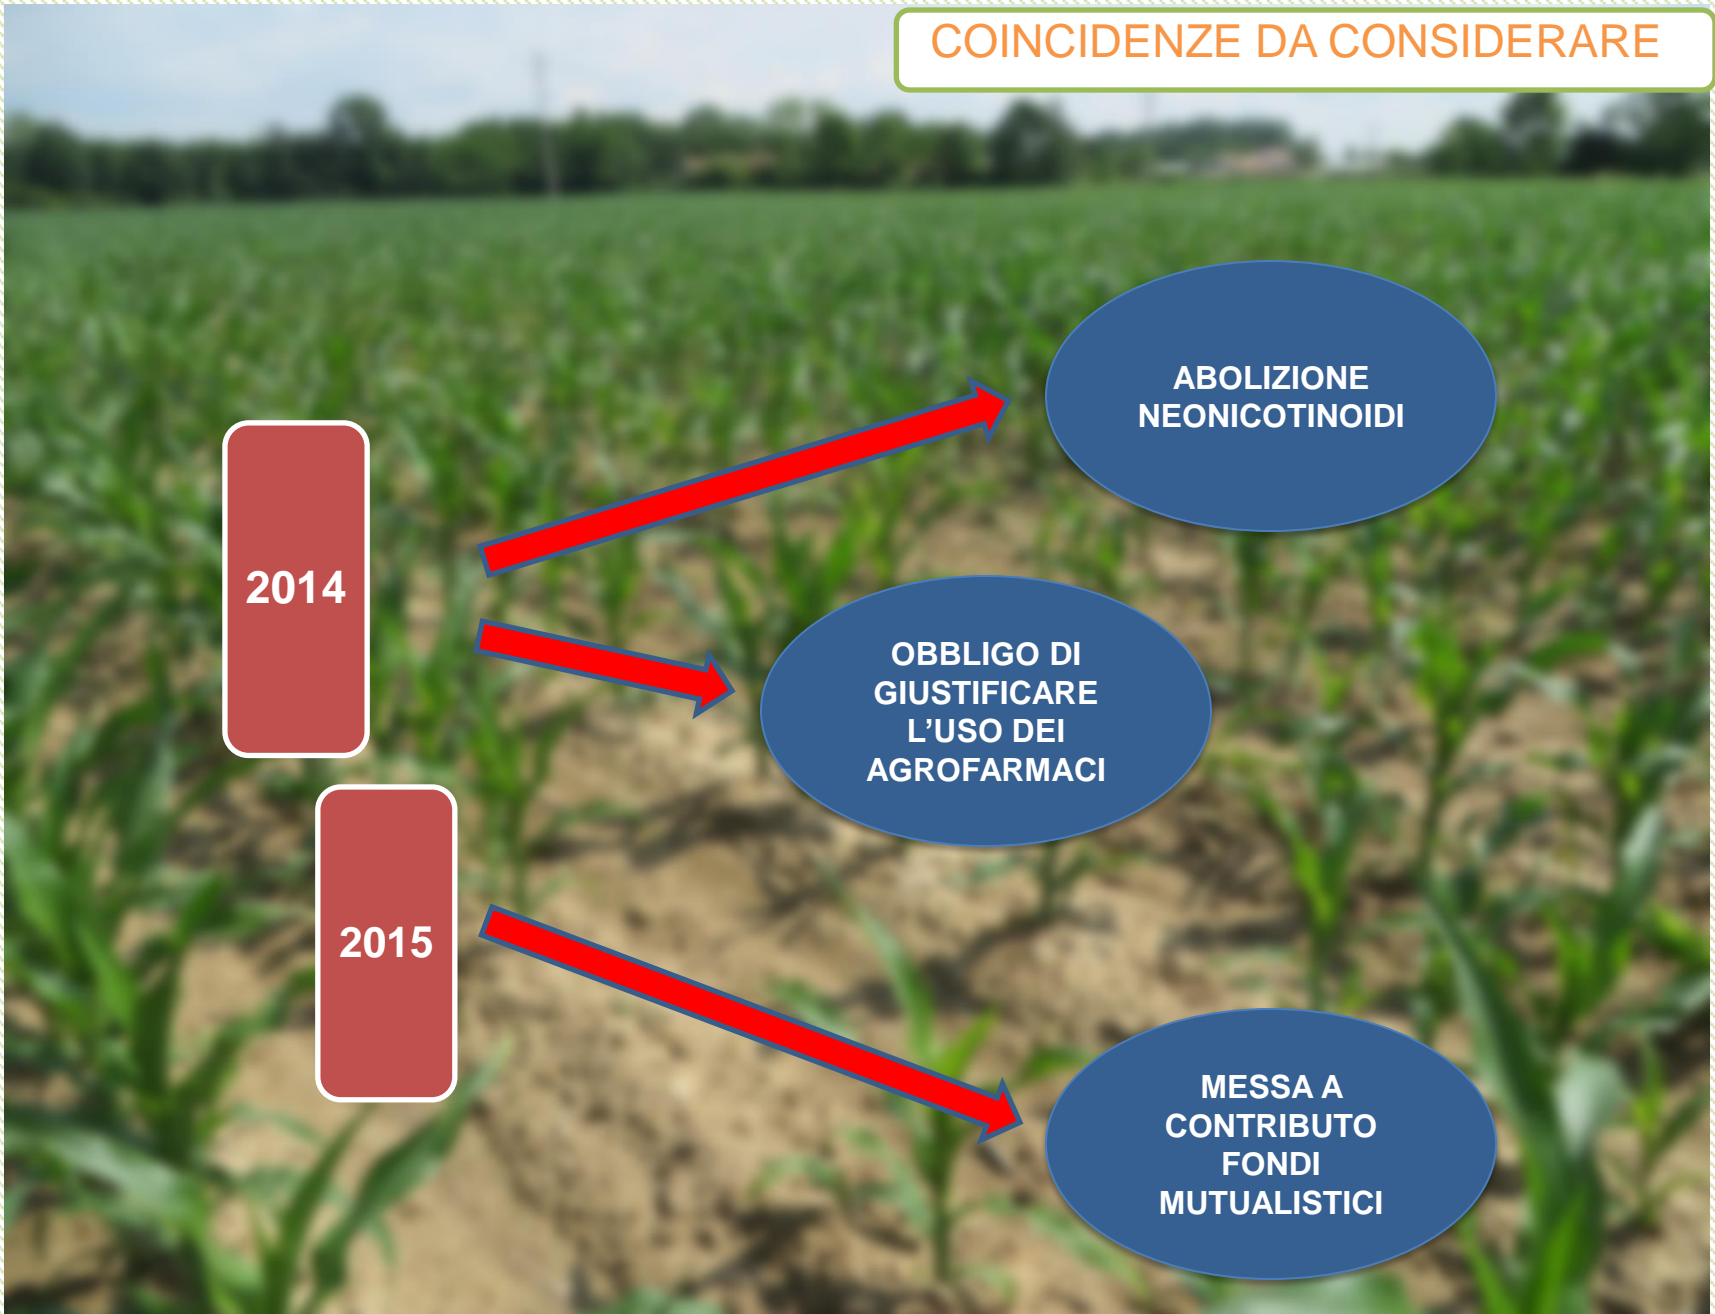 COINCIDENZE DA CONSIDERARE
ABOLIZIONE
NEONICOTINOIDI
2014
OBBLIGO DI
GIUSTIFICARE
L’USO DEI
AGROFARMACI
2015
MESSA A
CONTRIBUTO
FONDI
MUTUALISTICI